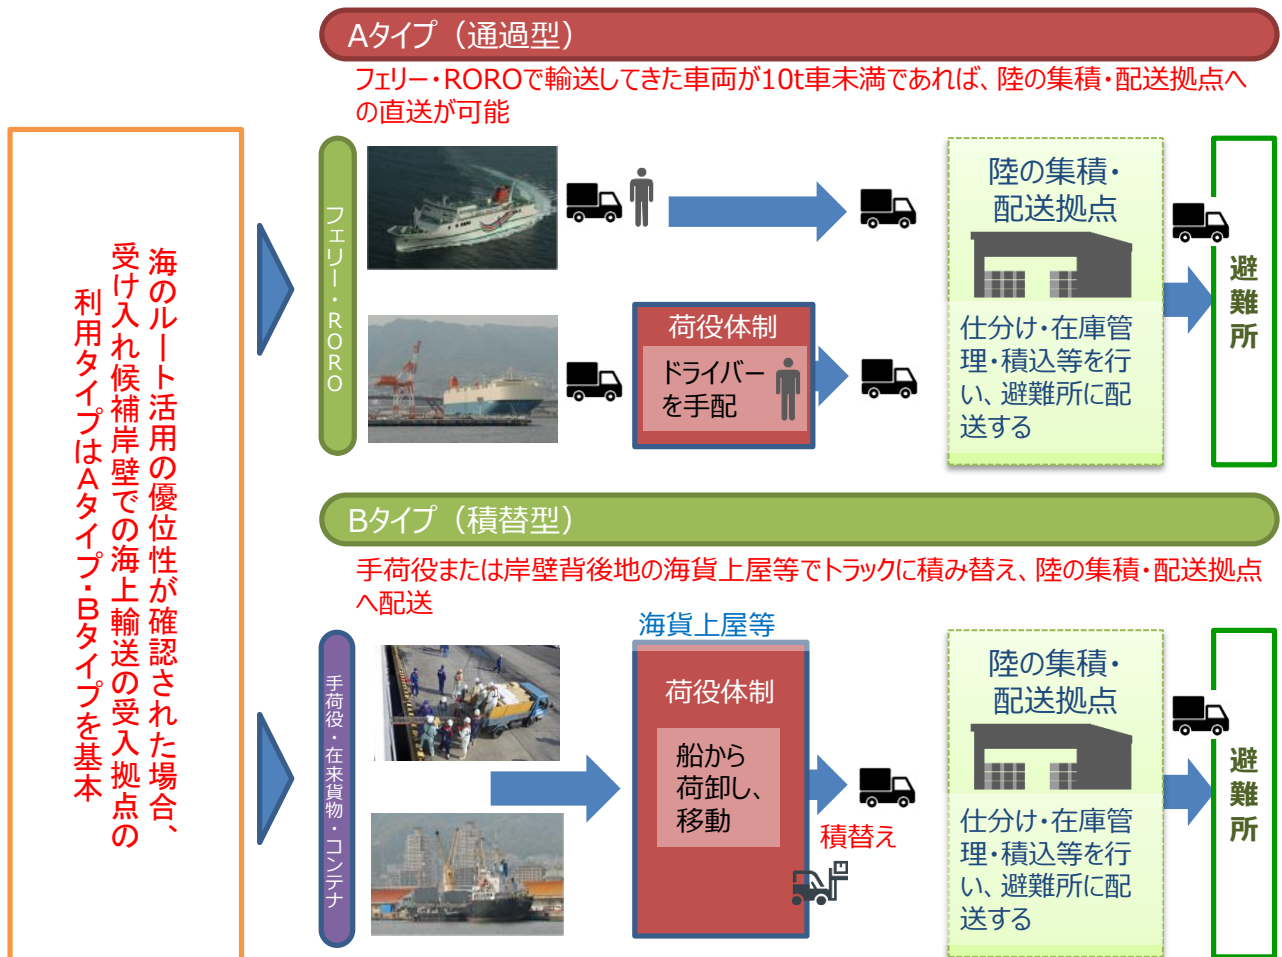 海のルート活用の優位性が確認された場合、
受け入れ候補岸壁での海上輸送の受入拠点の
利用タイプはAタイプ・Bタイプを基本
Aタイプ（通過型）
フェリー・ROROで輸送してきた車両が10t車未満であれば、陸の集積・配送拠点へ
の直送が可能
フェリー・RORO
荷役体制
ドライバー
を手配
陸の集積・
配送拠点
仕分け・在庫管
理・積込等を行
い、避難所に配
送する
避難所
Bタイプ（積替型）
手荷役または岸壁背後地の海貨上屋等でトラックに積み替え、陸の集積・配送拠点
へ配送
手荷役・在来貨物・コンテナ
海貨上屋等
荷役体制
船から
荷卸し、
移動
積替え
陸の集積・
配送拠点
仕分け・在庫管
理・積込等を行
い、避難所に配
送する
避難所